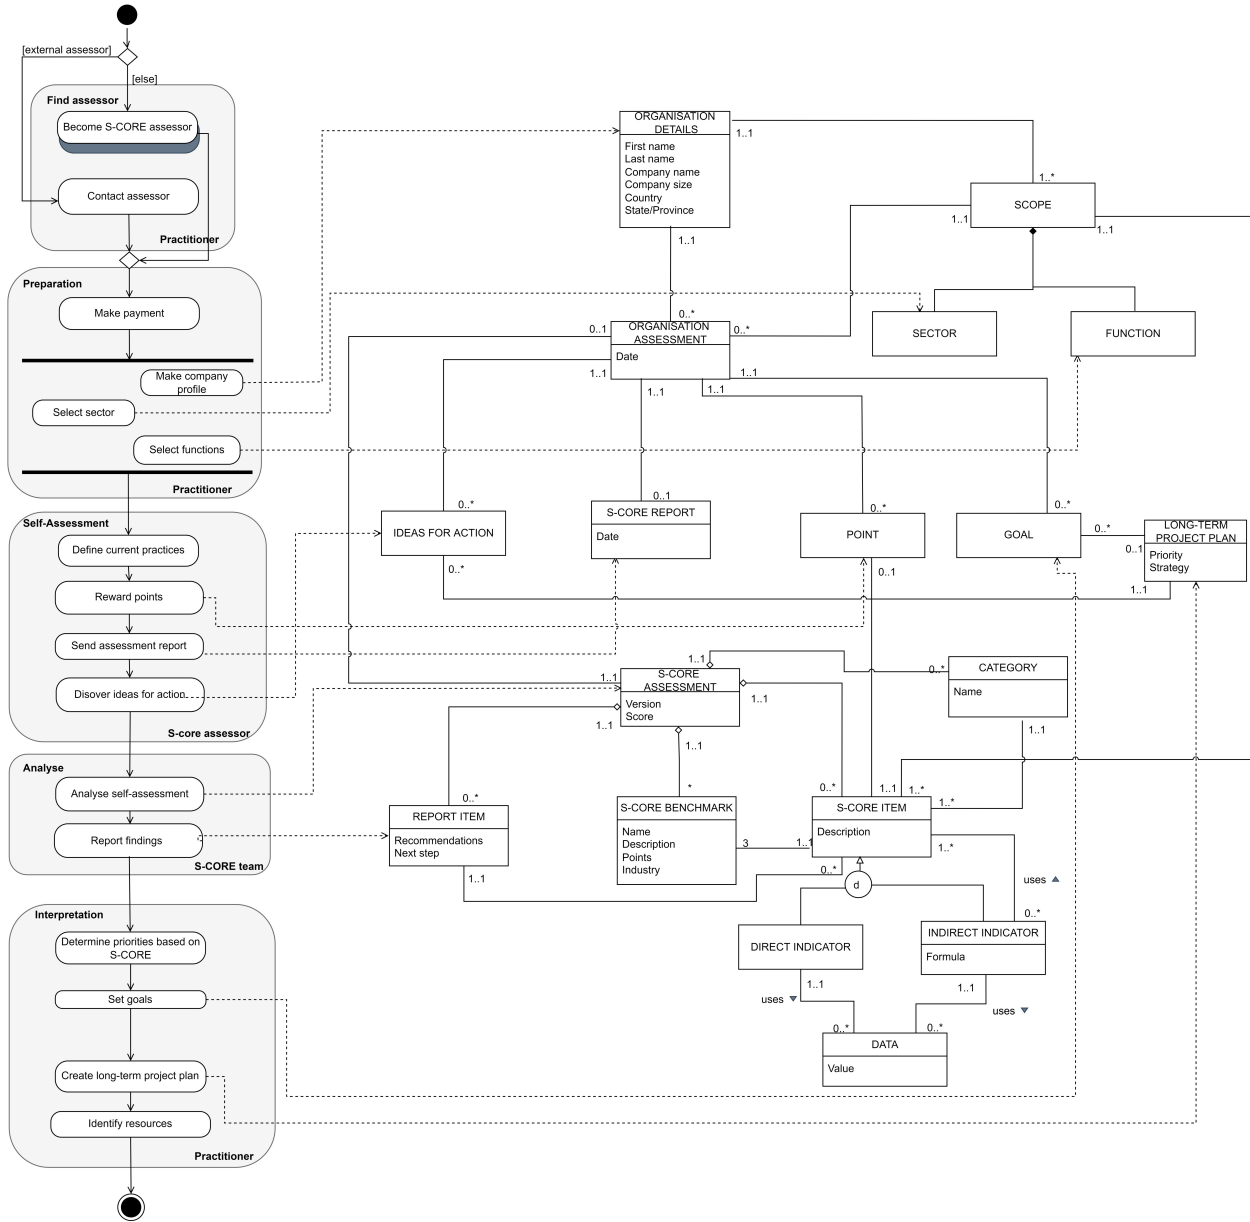 [external assessor]
[else]
Find assessor
Become S-CORE assessor
Contact assessor
Practitioner
Preparation
Make payment
Make company
profile
Select sector
Select functions
Practitioner
Self-Assessment
Define current practices
Reward points
Send assessment report
Disover ideas for action
S-core assessor
Analyse
Analyse self-assessment
Report findings
S-CORE team
Interpretation
Determine priorities based on
S-CORE
Set goals
Create long-term project plan
Identify resources
Practitioner
ORGANISATION
DETAILS
First name
Last name
Company name
Company size
Country
State/Province
1..1
1..*
SCOPE
1..1
1..1
1..1
0..*
SECTOR
FUNCTION
0..1
ORGANISATION
ASSESSMENT
Date
0..*
1..1
1..1
1..1
1..1
0..*
IDEAS FOR ACTION
0..*
0..1
S-CORE REPORT
Date
0..*
POINT
0..1
0..*
GOAL
0..*
0..1
LONG-TERM
PROJECT PLAN
Priority
Strategy
1..1
1..1
1..1
S-CORE
ASSESSMENT
Version
Score
1..1
1..1
1..1
0..*
CATEGORY
Name
1..1
0..*
REPORT ITEM
Recommendations
Next step
1..1
*
S-CORE BENCHMARK
Name
Description
Points
Industry
3
1..1
0..*
1..1
1..*
S-CORE ITEM
Description
1..*
1..*
0..*
d
uses
0..*
DIRECT INDICATOR
1..1
uses
INDIRECT INDICATOR
Formula
1..1
uses
0..*
0..*
DATA
Value